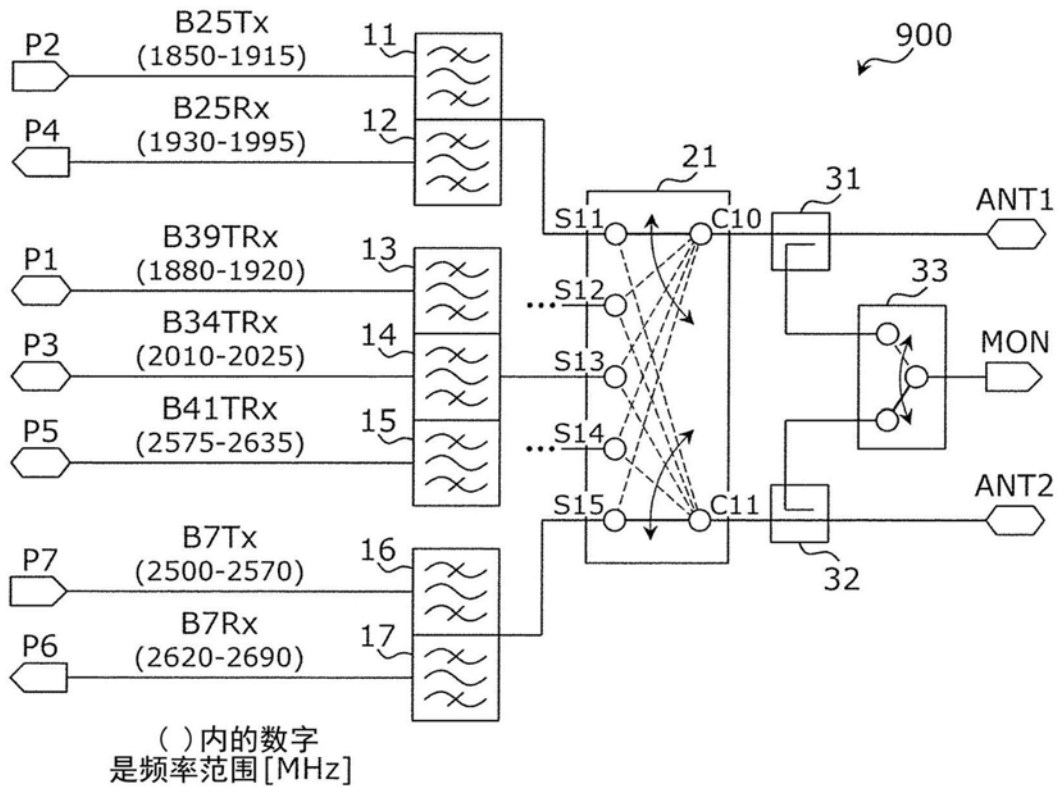 900
P2
B25Tx
(1850-1915)
11
P4
B25Rx
(1930-1995)
12
21
31
ANT1
S11
C10
P1
B39TRx
(1880-1920)
13
...
S12
33
P3
B34TRx
(2010-2025)
14
S13
MON
P5
B41TRx
(2575-2635)
15
...
S14
S15
C11
ANT2
32
P7
B7Tx
(2500-2570)
16
P6
B7Rx
(2620-2690)
17
( )内的数字
是频率范围[MHz]